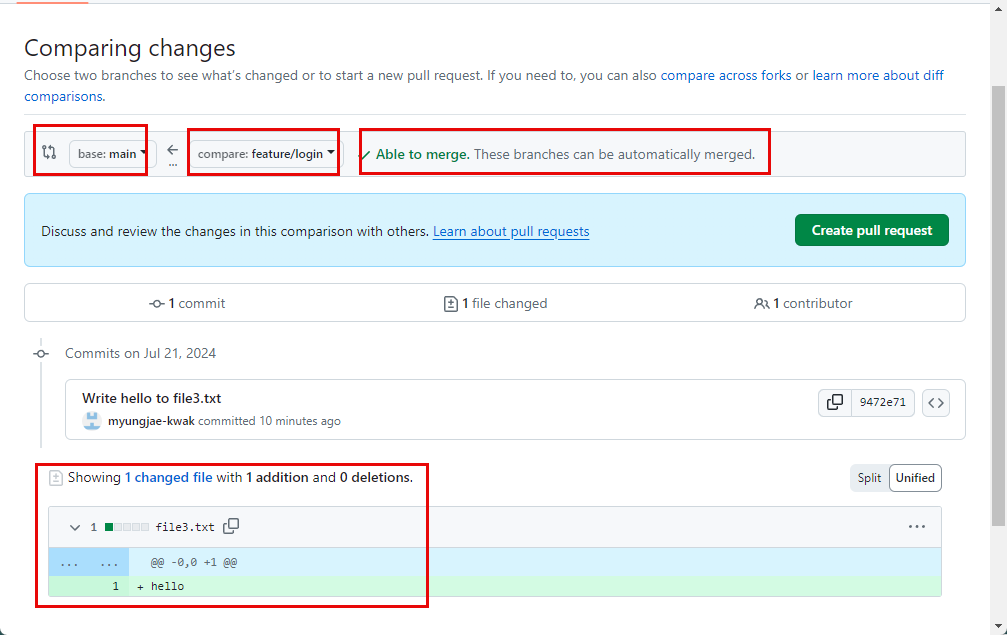 Comparing changes
Choose two branches to see what's changed or to start a new pull request. If you need to, you can also compare across forks or learn more about diff
comparisons.
base: main
...
compare: feature/login
Able to merge. These branches can be automatically merged.
Discuss and review the changes in this comparison with others. Learn about pull requests
Create pull request
1 commit
1 file changed
1 contributor
Commits on Jul 21, 2024
Write hello to file3.txt
9472e71
myungjae-kwak committed 10 minutes ago
Showing 1 changed file with 1 addition and 0 deletions.
Split
Unified
1 file3.txt
...
... ... @@ -0,0 +1 @@
1 + hello